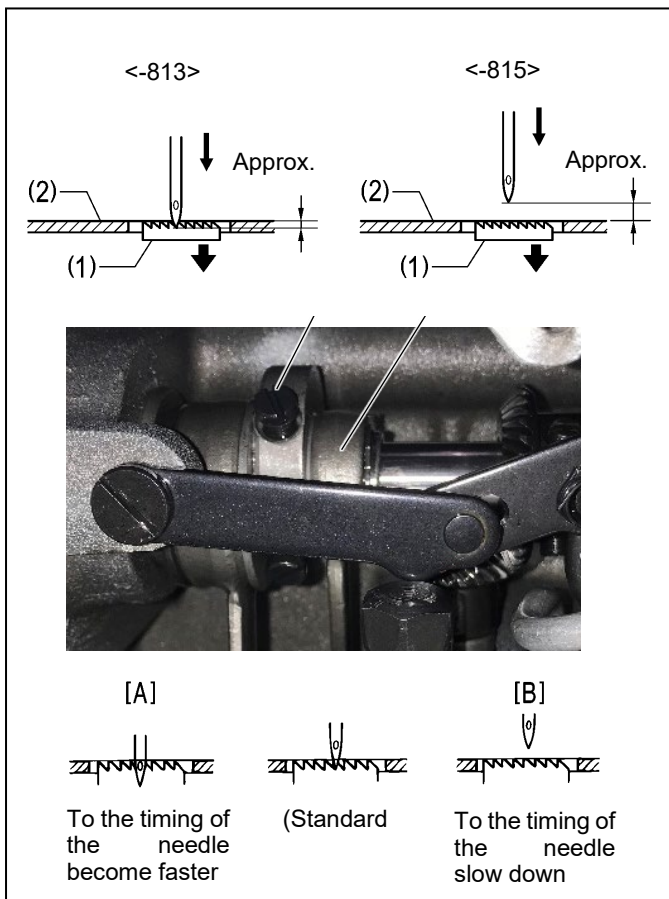 <-813>
<-815>
Approx.
Approx.
(2)
(2)
(1)
(1)
[A]
[B]
To the timing of
the needle
become faster
(Standard
To the timing of
the needle
slow down